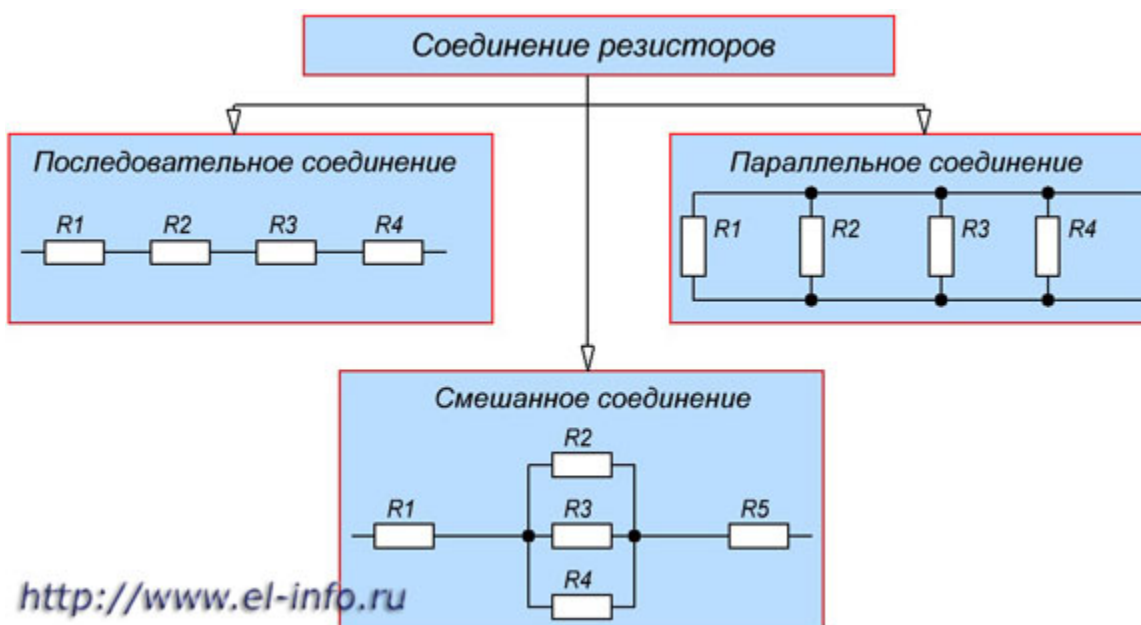 Соединение резисторов
Последовательное соединение
R1 R2 R3 R4
Параллельное соединение
R1 R2 R3 R4
Смешанное соединение
R2
R1 R3 R5
R4
http://www.el-info.ru